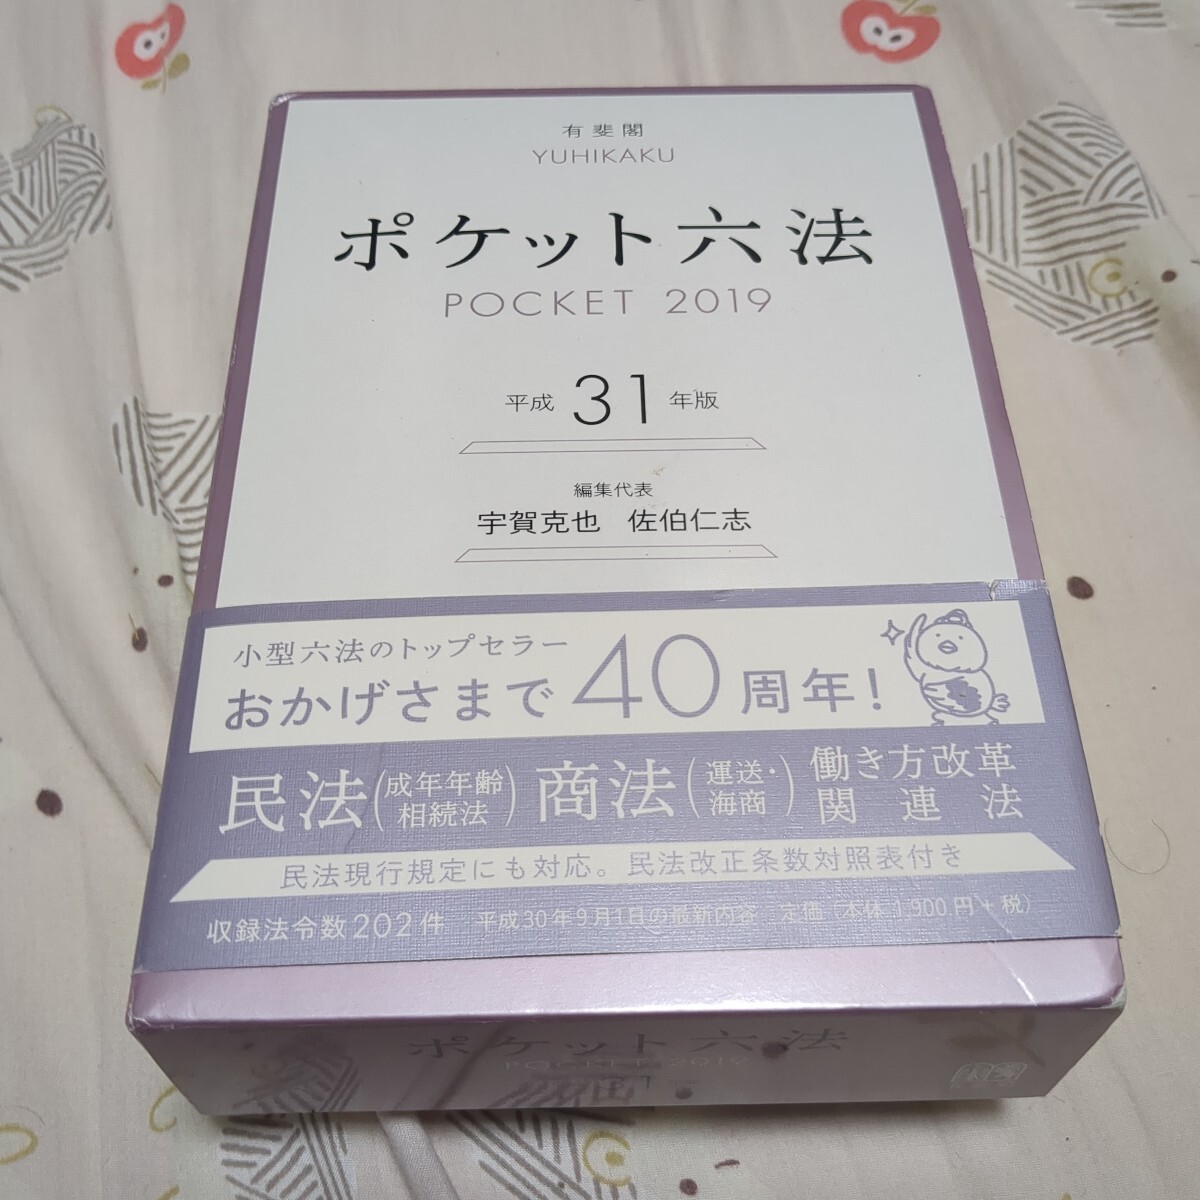 有斐閣
YUHIKAKU
ポケット六法
POCKET 2019
平成 31 年版
編集代表
宇賀克也 佐伯仁志
小型六法のトップセラー
おかげさまで40周年!
民法(成年年齢 相続法) 商法(運送・海商) 働き方改革関連法
民法現行規定にも対応。民法改正条数対照表付き
収録法令数202件 平成30年9月1日の最新内容 定価(本体1,900円+税)
ポケット六法
POCKET 2019